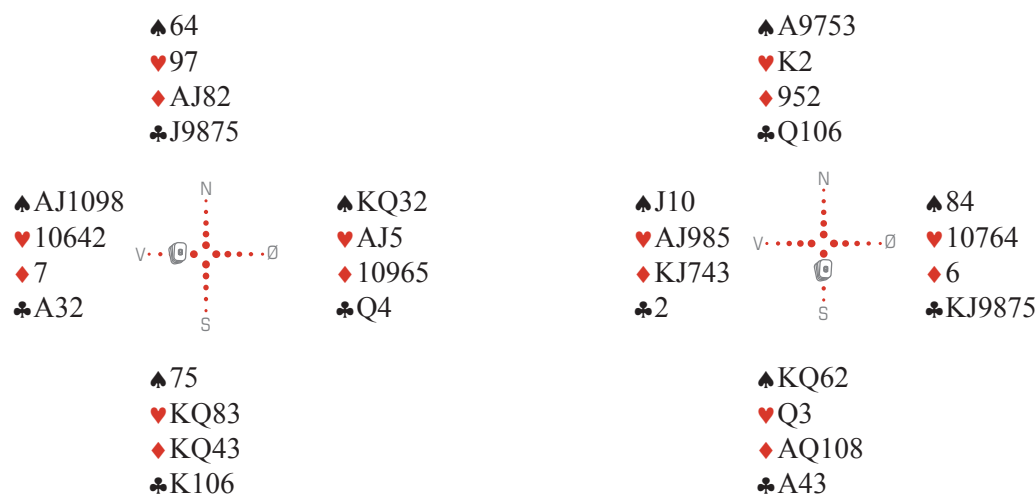 ♠64
♥97
♦AJ82
♣J9875
N
♠AJ1098
♥10642
♦7
♣A32
V
Ø
♠KQ32
♥AJ5
♦10965
♣Q4
S
♠75
♥KQ83
♦KQ43
♣K106
♠A9753
♥K2
♦952
♣Q106
N
♠J10
♥AJ985
♦KJ743
♣2
V
Ø
♠84
♥10764
♦6
♣KJ9875
S
♠KQ62
♥Q3
♦AQ108
♣A43